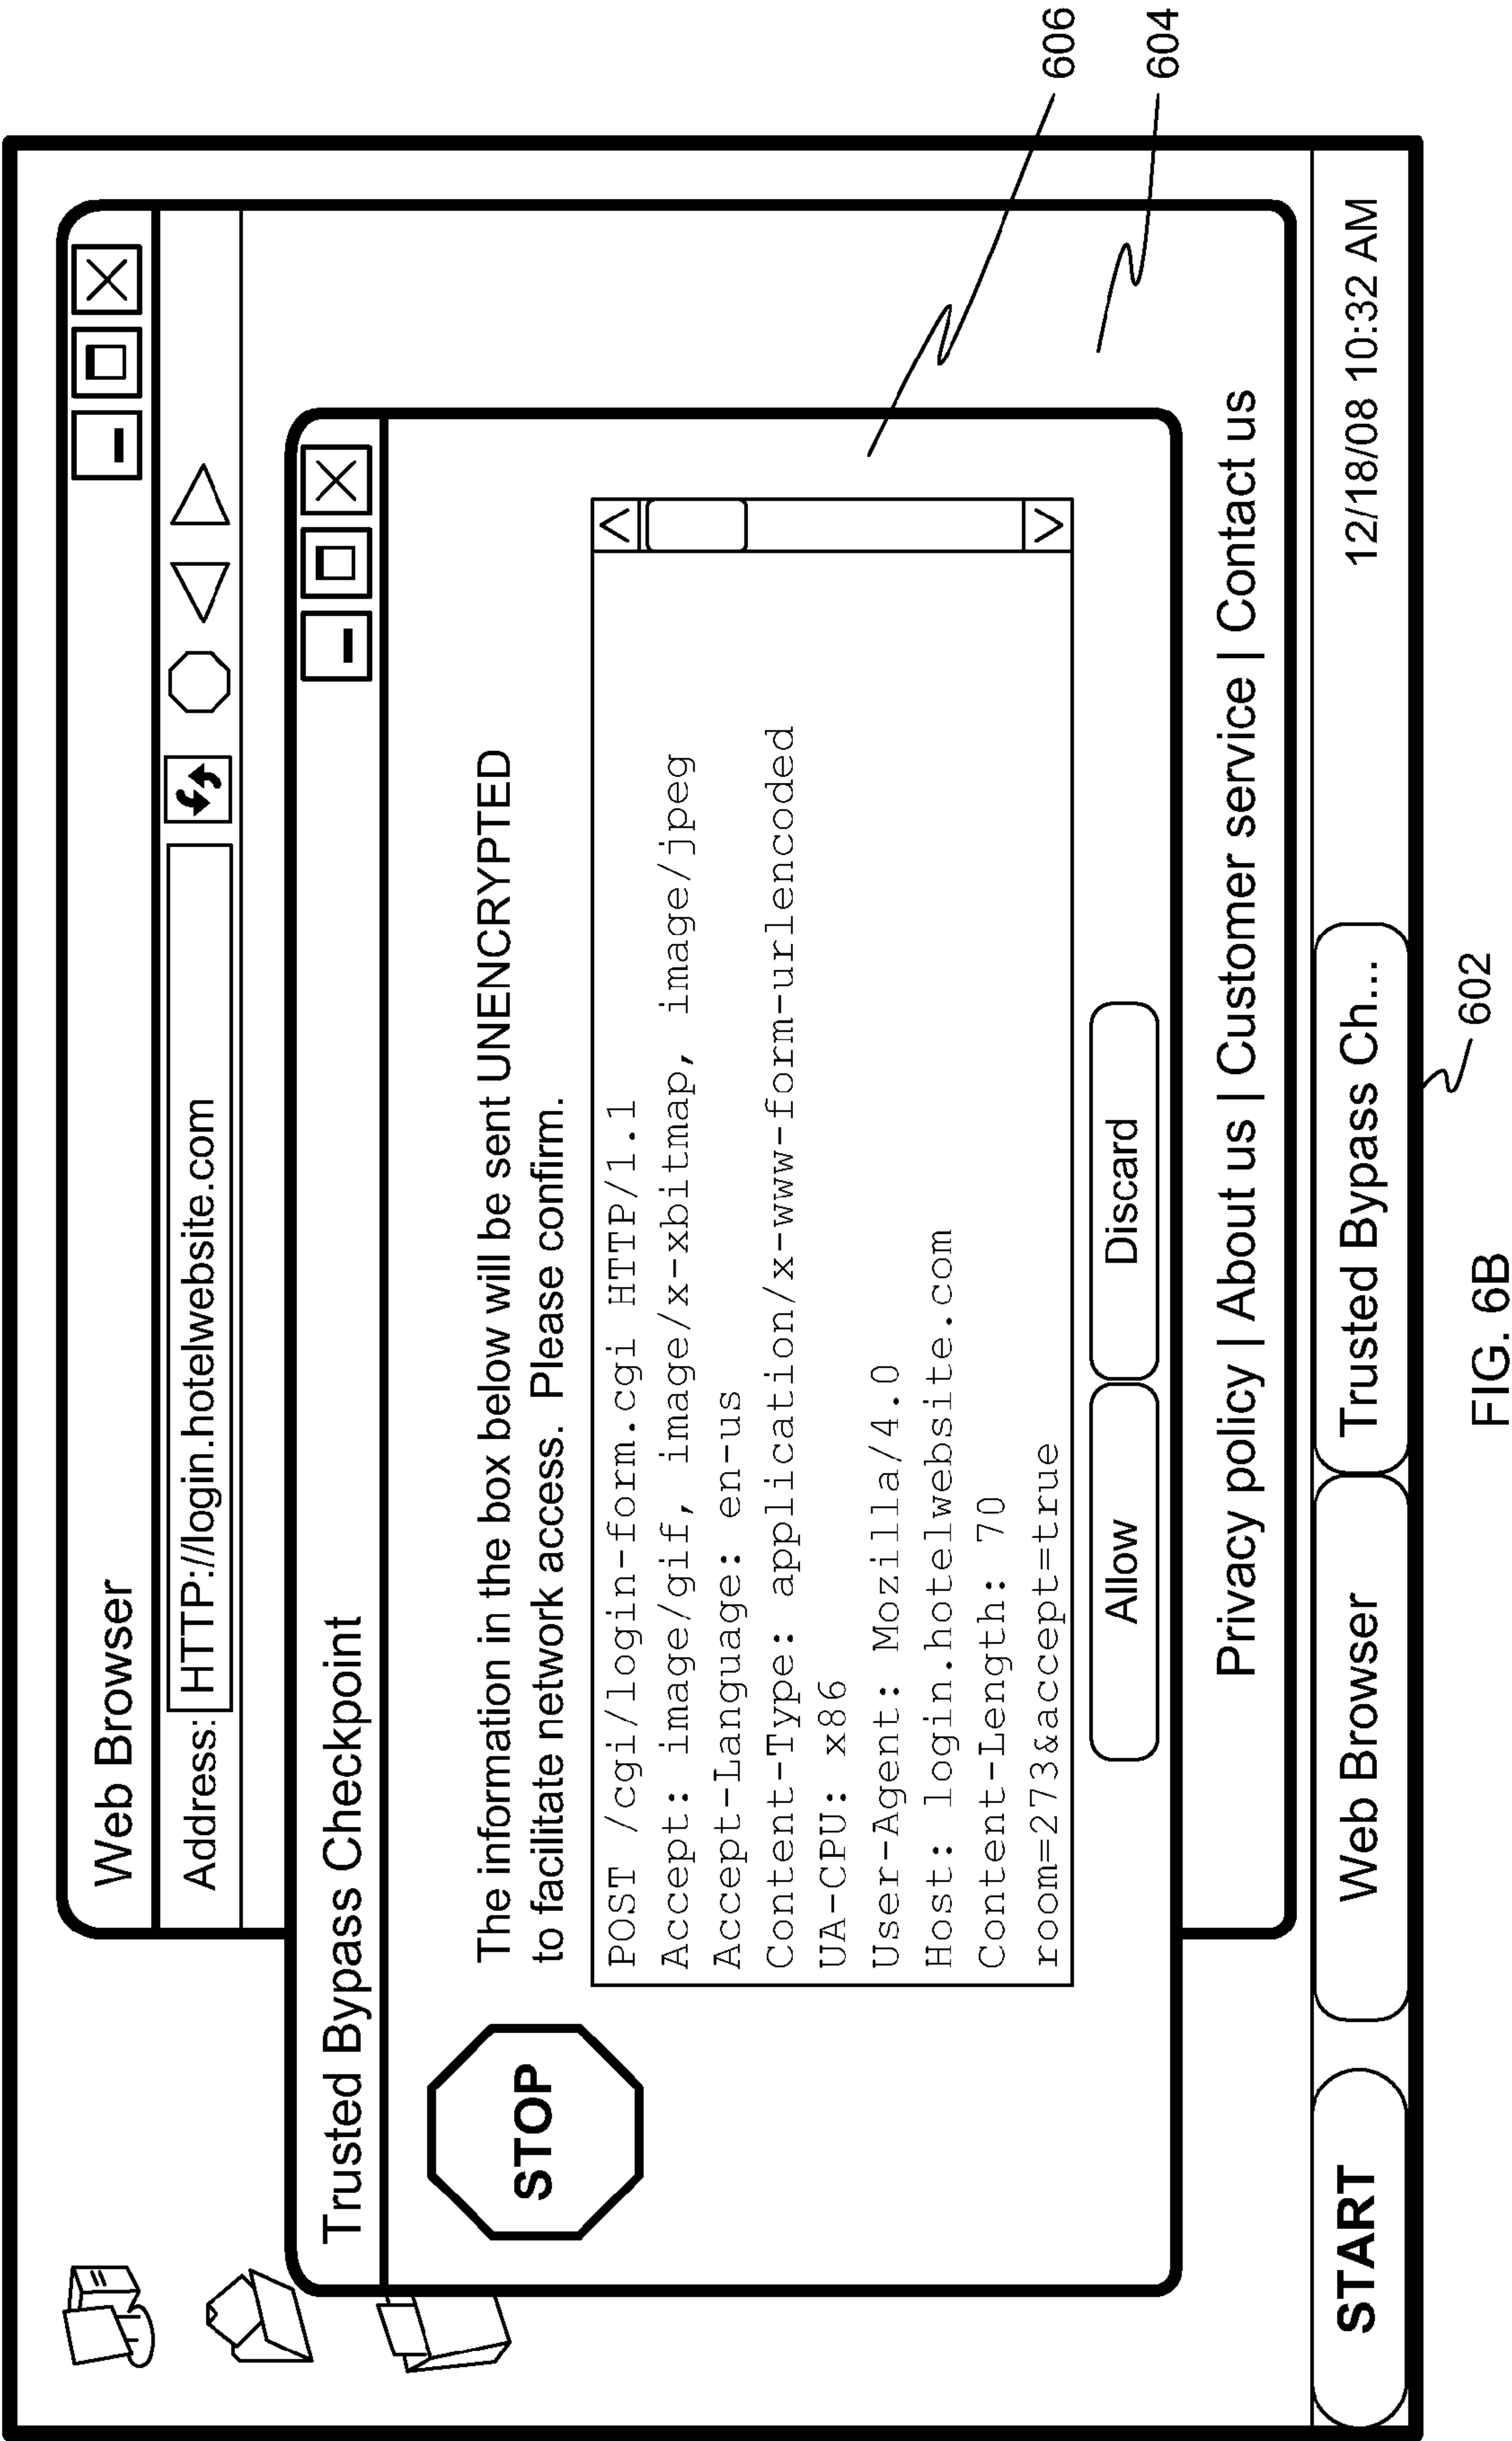 Web Browser
Address: HTTP://login.hotelwebsite.com
Trusted Bypass Checkpoint
STOP
The information in the box below will be sent UNENCRYPTED
to facilitate network access. Please confirm.
POST /cgi/login-form.cgi HTTP/1.1
Accept: image/gif, image/x-xbitmap, image/jpeg
Accept-Language: en-us
Content-Type: application/x-www-form-urlencoded
UA-CPU: x86
User-Agent: Mozilla/4.0
Host: login.hotelwebsite.com
Content-Length: 70
room=273&accept=true
Allow
Discard
606
604
Privacy policy | About us | Customer service | Contact us
START
Web Browser
Trusted Bypass Ch...
12/18/08 10:32 AM
602
FIG. 6B